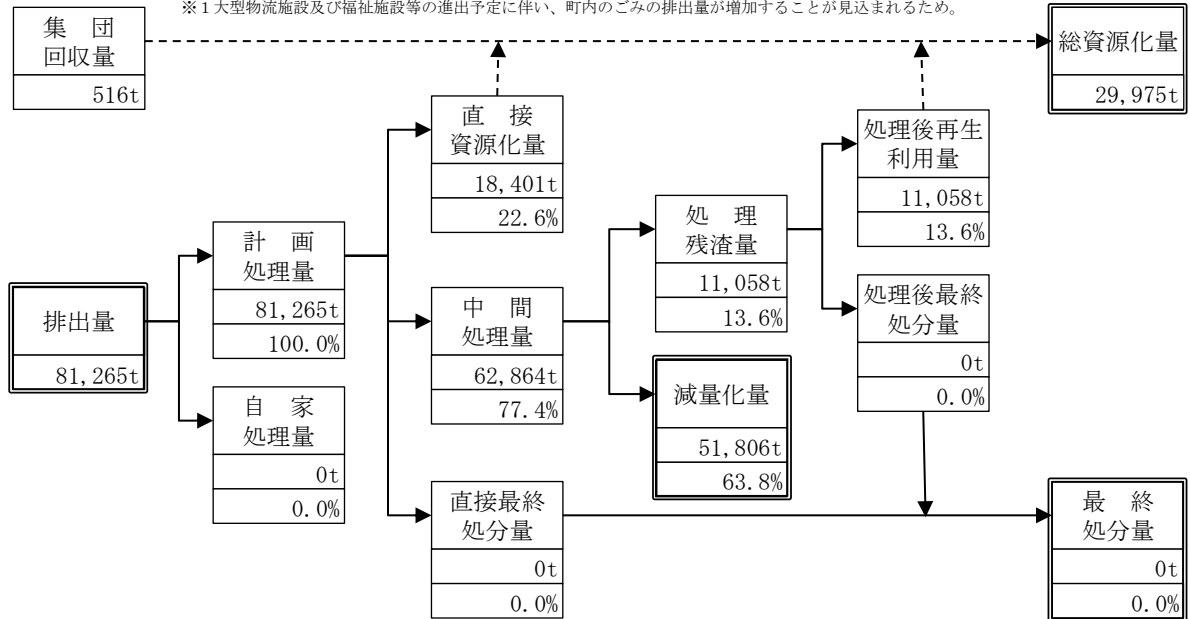 ※1大型物流施設及び福祉施設等の進出予定に伴い、町内のごみの排出量が増加することが見込まれるため。
集　団
回収量
516t
総資源化量
29,975t
直　接
資源化量
18,401t
22.6%
処理後再生
利用量
11,058t
13.6%
計　画
処理量
81,265t
100.0%
処　理
残渣量
11,058t
13.6%
排出量
81,265t
中　間
処理量
62,864t
77.4%
処理後最終
処分量
0t
0.0%
自　家
処理量
0t
0.0%
減量化量
51,806t
63.8%
直接最終
処分量
0t
0.0%
最　終
処分量
0t
0.0%